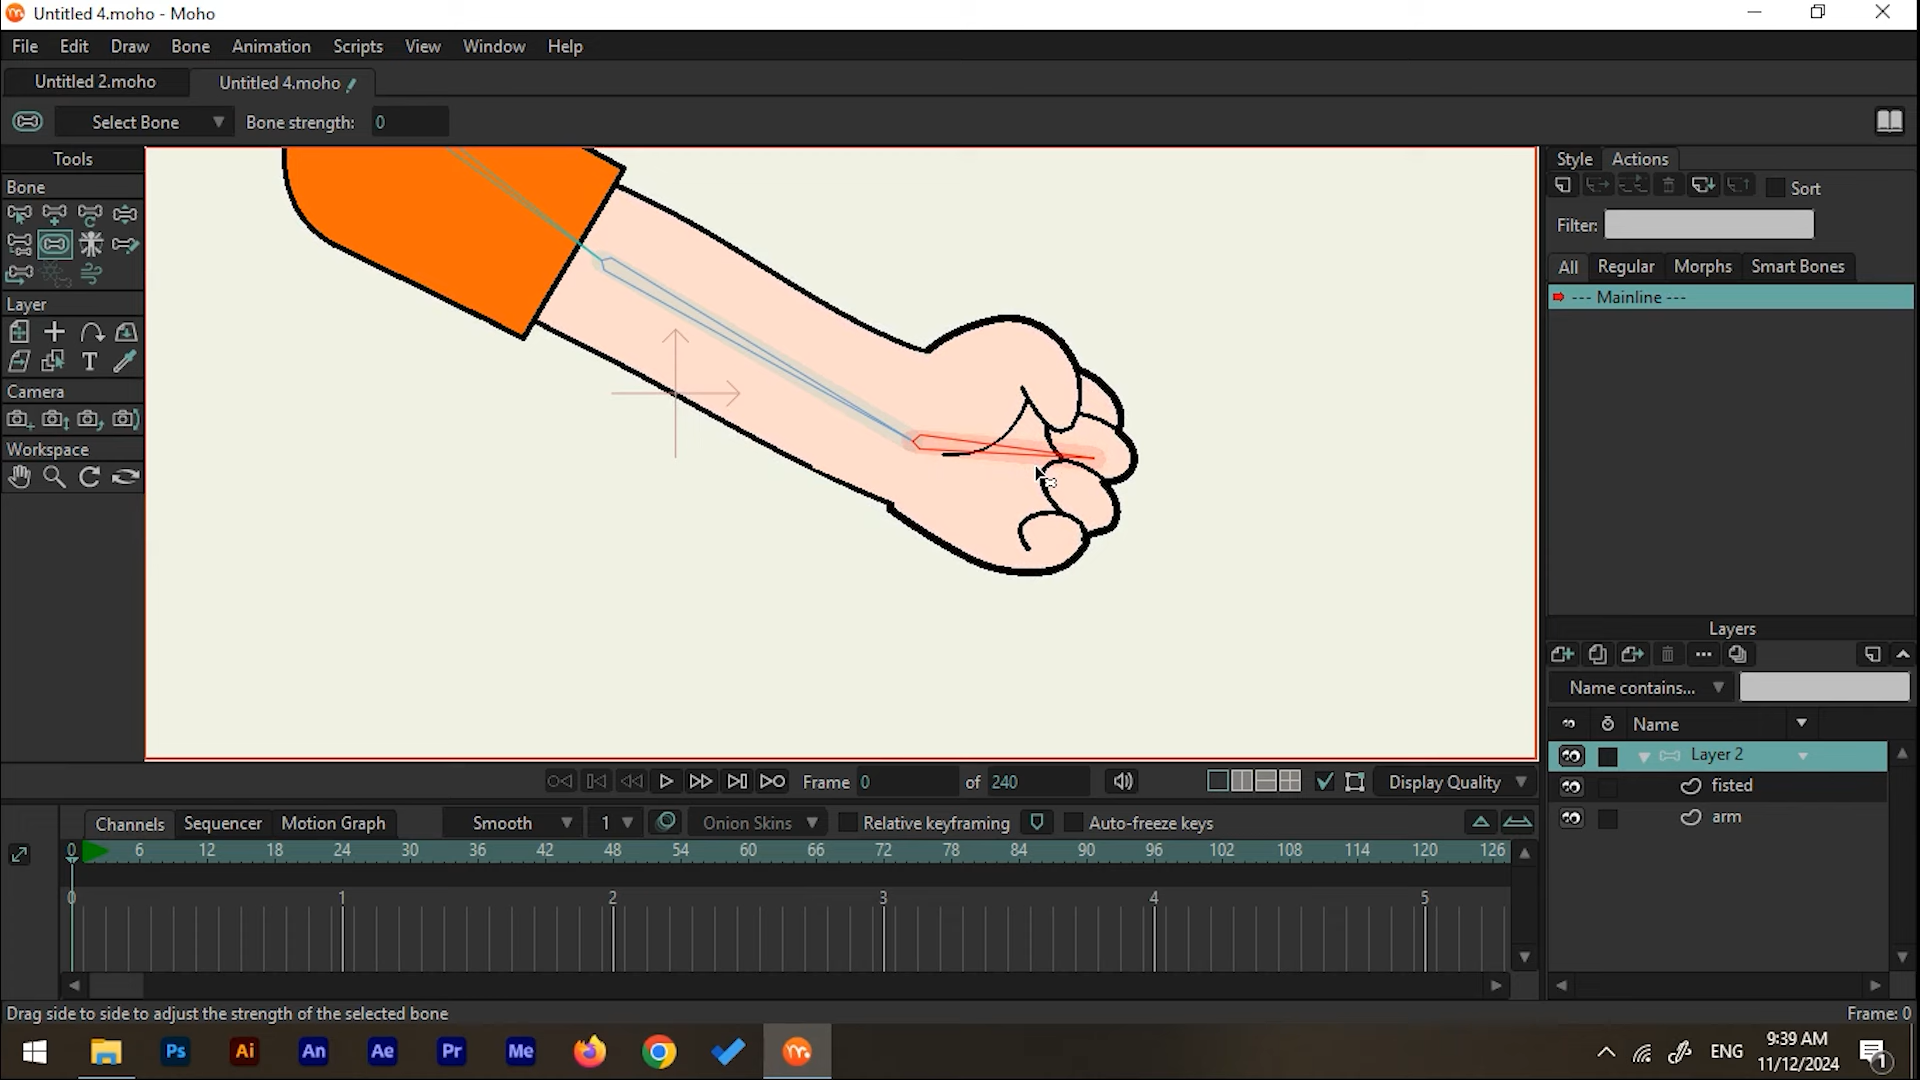 Untitled 4.moho - Moho
File Edit Draw Bone Animation Scripts View Window Help
Untitled 2.moho Untitled 4.moho
Select Bone Bone strength: 0
Tools
Bone
Layer
T
Camera
Workspace
Style Actions
Sort
Filter:
All Regular Morphs Smart Bones
--- Mainline ---
Layers
Name contains...
Name
Layer 2
fisted
arm
Frame 0 of 240 Display Quality
Channels Sequencer Motion Graph Smooth 1 Onion Skins Relative keyframing Auto-freeze keys
0 6 12 18 24 30 36 42 48 54 60 66 72 78 84 90 96 102 108 114 120 126
0 1 2 3 4 5
Drag side to side to adjust the strength of the selected bone Frame: 0
Ps Ai An Ae Pr Me ENG 9:39 AM
11/12/2024 1